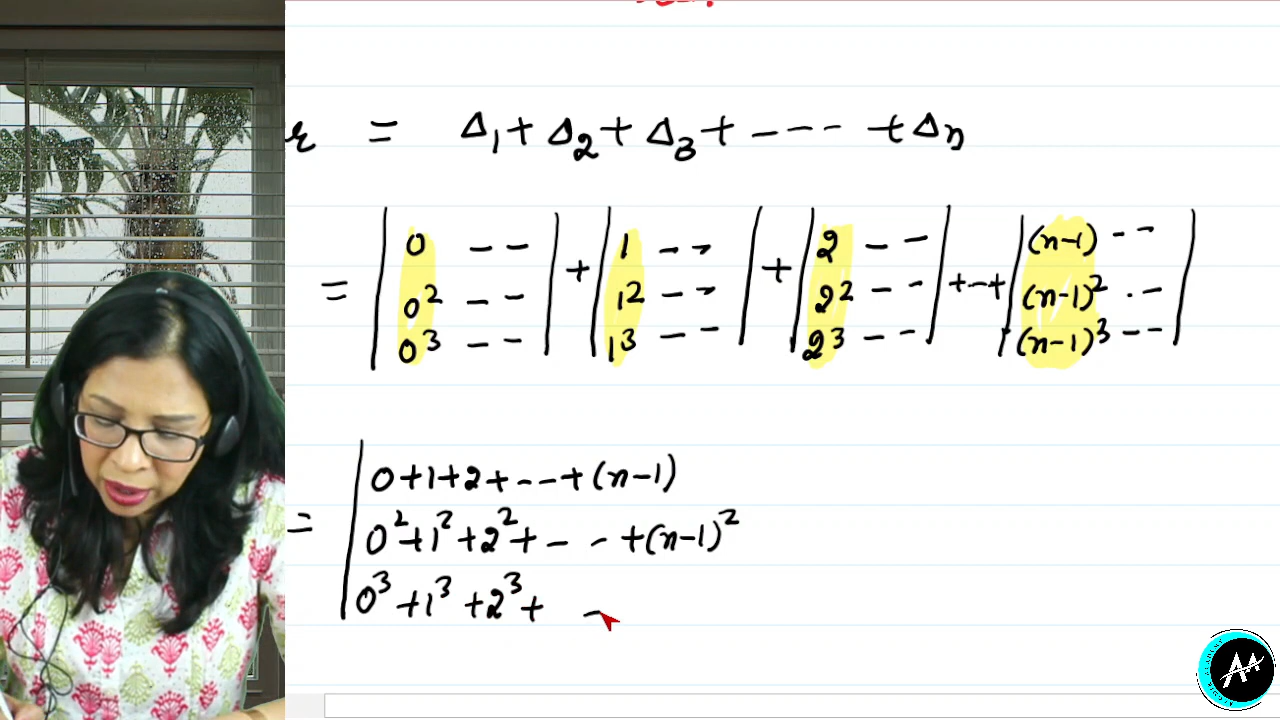 r = Δ₁ + Δ₂ + Δ₃ + ---- + Δn
= | 0 -- | + | 1 -- | + | 2 -- | + -- + | (n-1) -- |
| 0² -- | | 1² -- | | 2² -- | | (n-1)² -- |
| 0³ -- | | 1³ -- | | 2³ -- | | (n-1)³ -- |
= | 0+1+2+---+(n-1)
0²+1²+2²+-- +(n-1)²
0³+1³+2³+ -
A+